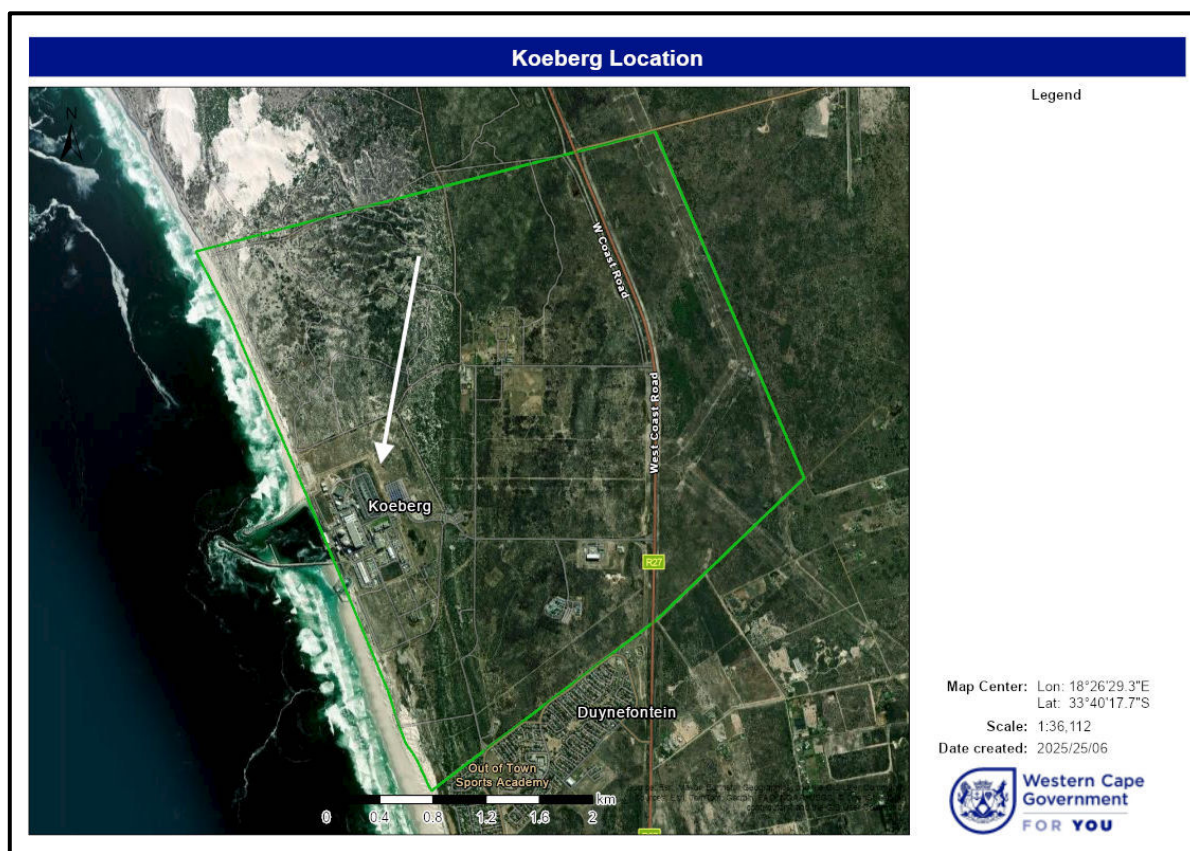 Koeberg Location
N
Legend
W Coast Road
West Coast Road
Koeberg
R27
Duynefontein
Out of Town
Sports Academy
km
0 0.4 0.8 1.2 1.6 2
Map Center: Lon: 18°26'29.3"E
Lat: 33°40'17.7"S
Scale: 1:36,112
Date created: 2025/25/06
Western Cape
Government
FOR YOU